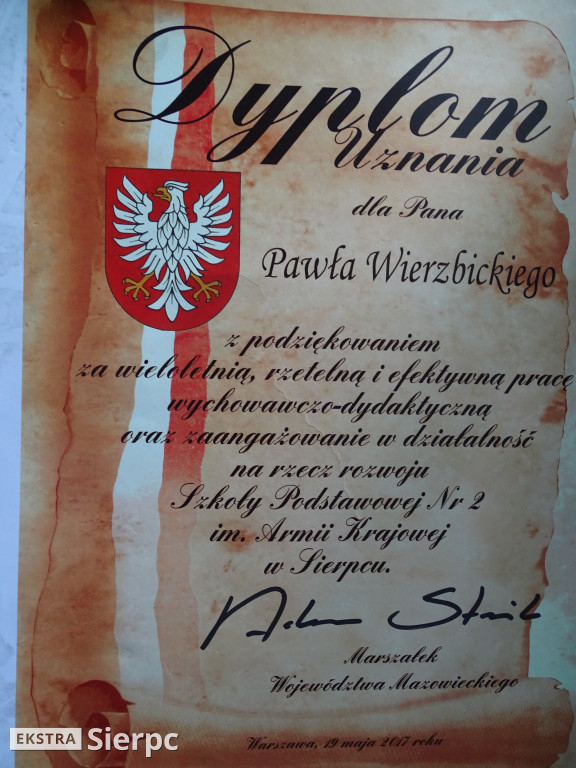 Dyplom
Uznania
dla Pana
Pawła Wierzbickiego
z podziękowaniem
za wieloletnią, rzetelną i efektywną pracę
wychowawczo-dydaktyczną
oraz zaangażowanie w działalność
na rzecz rozwoju
Szkoły Podstawowej Nr 2
im. Armii Krajowej
w Sierpcu.
Marszałek
Województwa Mazowieckiego
Warszawa, 19 maja 2017 roku
EKSTRA Sierpc